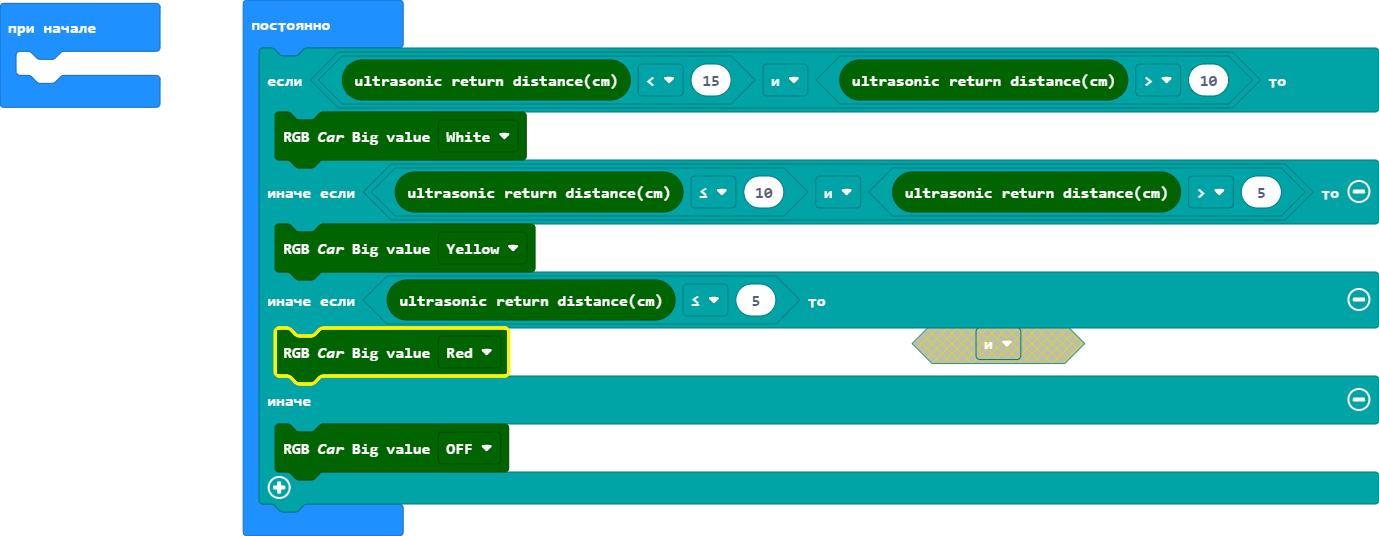 при начале
постоянно
если ultrasonic return distance(cm) < 15 и ultrasonic return distance(cm) > 10 то
RGB Car Big value White
иначе если ultrasonic return distance(cm) ≤ 10 и ultrasonic return distance(cm) > 5 то
RGB Car Big value Yellow
иначе если ultrasonic return distance(cm) ≤ 5 то
RGB Car Big value Red
и
иначе
RGB Car Big value OFF